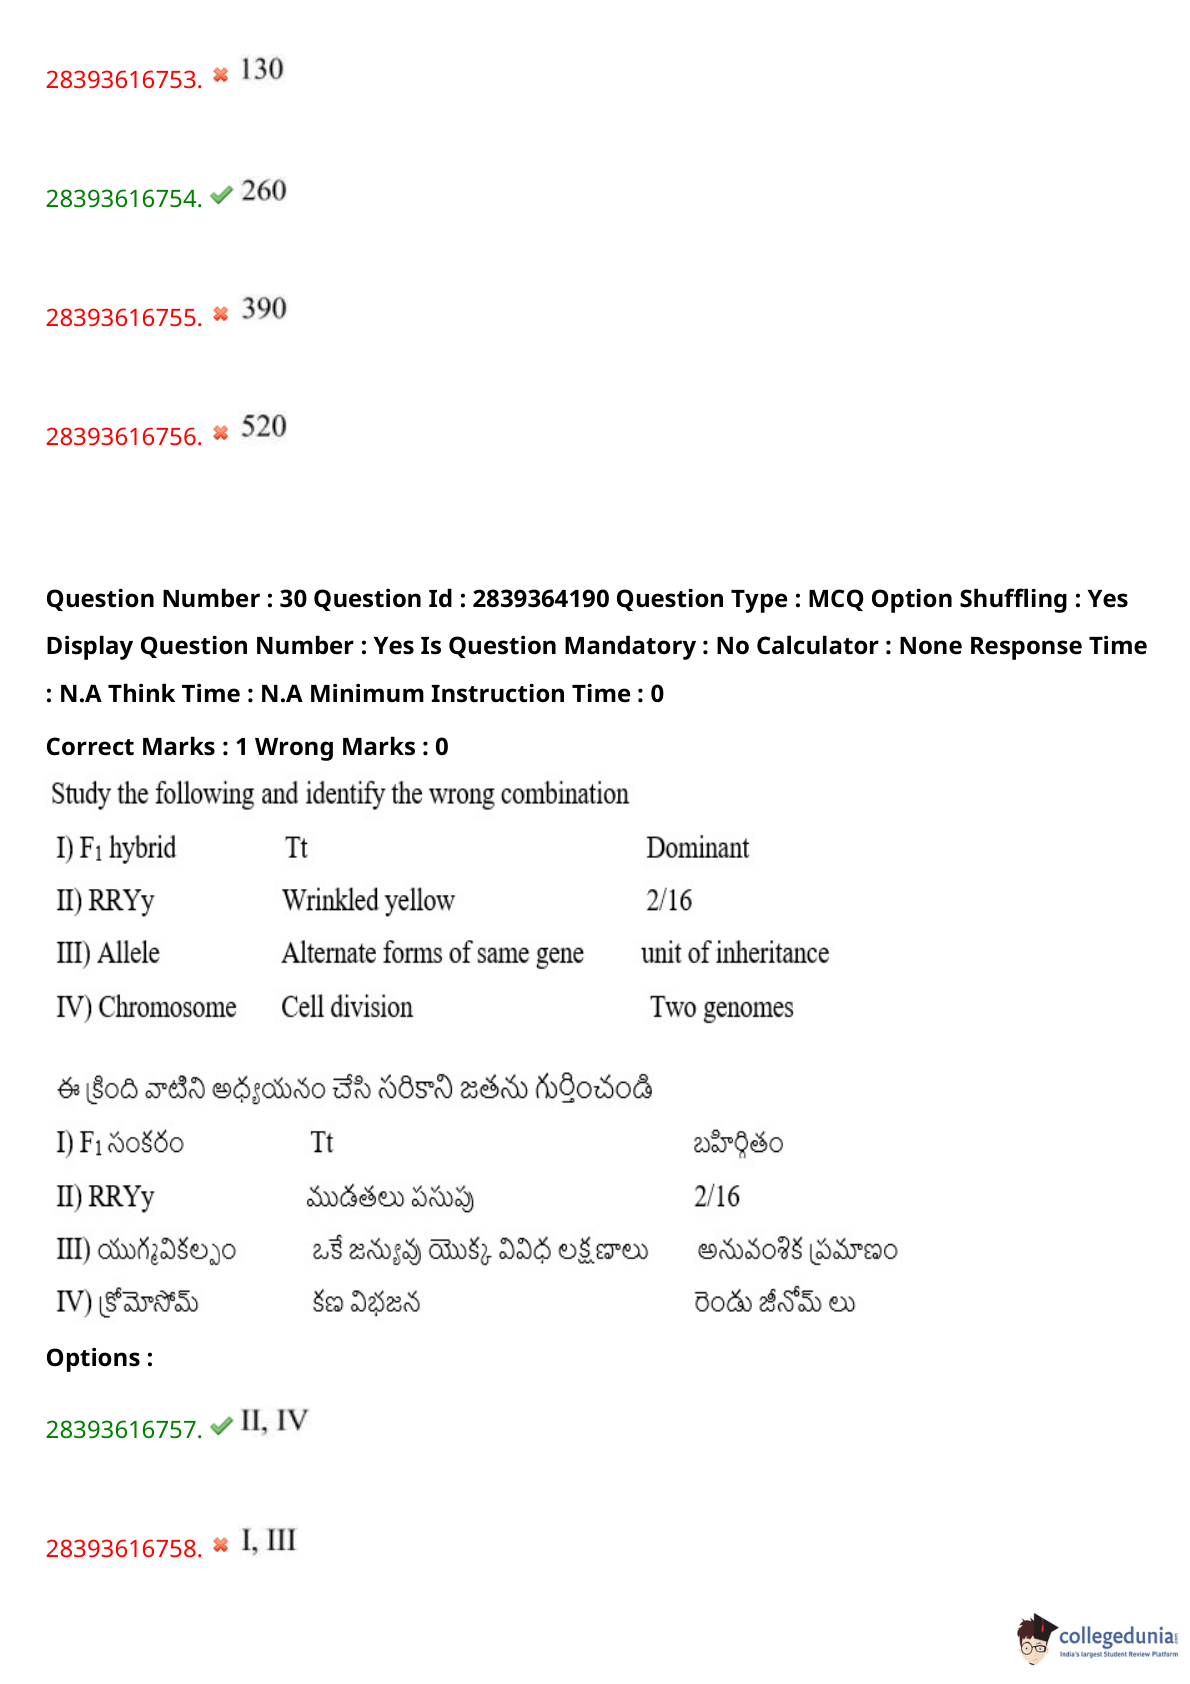 28393616753. 130
28393616754. 260
28393616755. 390
28393616756. 520
Question Number : 30 Question Id : 2839364190 Question Type : MCQ Option Shuffling : Yes
Display Question Number : Yes Is Question Mandatory : No Calculator : None Response Time
: N.A Think Time : N.A Minimum Instruction Time : 0
Correct Marks : 1 Wrong Marks : 0
Study the following and identify the wrong combination
I) F₁ hybrid Tt Dominant
II) RRYy Wrinkled yellow 2/16
III) Allele Alternate forms of same gene unit of inheritance
IV) Chromosome Cell division Two genomes
ఈ క్రింది వాటిని అధ్యయనం చేసి సరికాని జతను గుర్తించండి
I) F₁ సంకరం Tt బహిర్గతం
II) RRYy ముడతలు పసుపు 2/16
III) యుగ్మవికల్పం ఒకే జన్యువు యొక్క వివిధ లక్షణాలు అనువంశిక ప్రమాణం
IV) క్రోమోసోమ్ కణ విభజన రెండు జీనోమ్ లు
Options :
28393616757. II, IV
28393616758. I, III
collegedunia
India's largest Student Review Platform